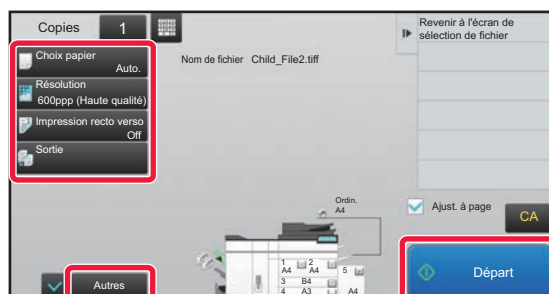 Copies 1
Choix papier
Auto.
Résolution
600ppp (Haute qualité)
Impression recto verso
Off
Sortie
Autres
Nom de fichier Child_File2.tiff
Ordin.
A4
1 2
A4 A4
5
3 B4
4 A3
A4
Revenir à l'écran de
sélection de fichier
Ajust. à page
CA
Départ